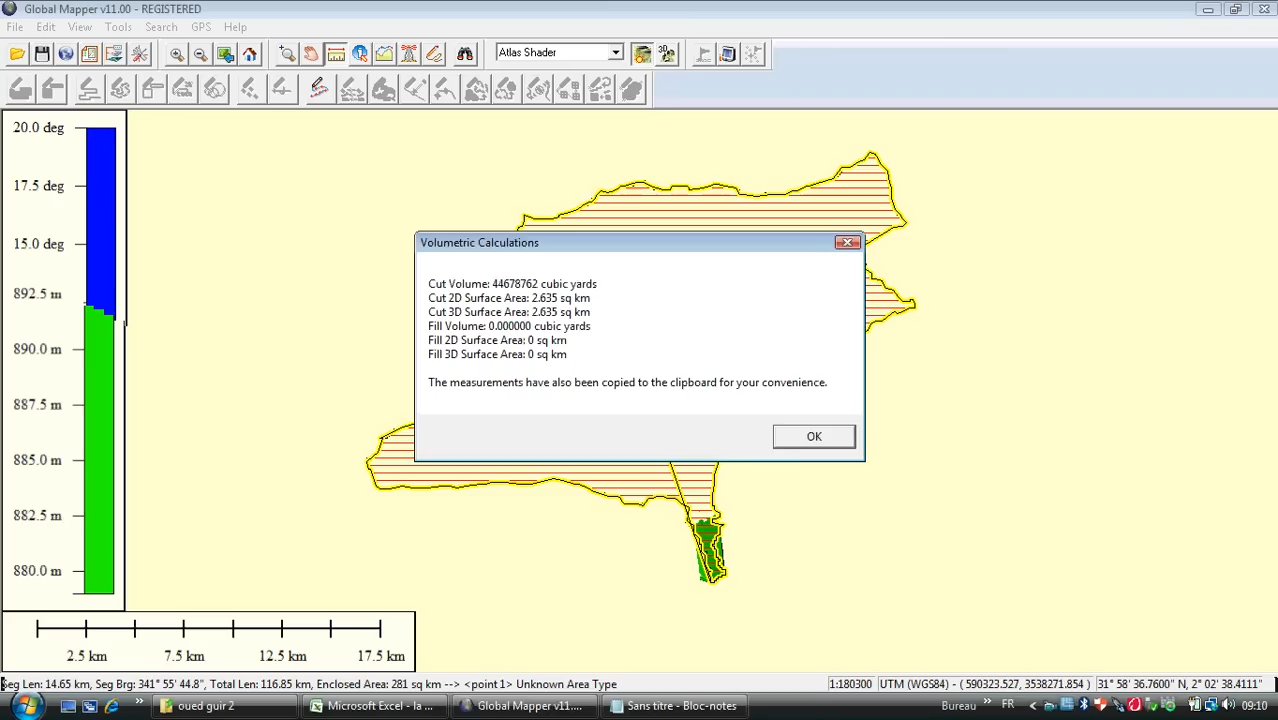 Global Mapper v11.00 - REGISTERED
File Edit View Tools Search GPS Help
Atlas Shader
3D
20.0 deg
17.5 deg
15.0 deg
892.5 m
890.0 m
887.5 m
885.0 m
882.5 m
880.0 m
Volumetric Calculations
Cut Volume: 44678762 cubic yards
Cut 2D Surface Area: 2.635 sq km
Cut 3D Surface Area: 2.635 sq km
Fill Volume: 0.000000 cubic yards
Fill 2D Surface Area: 0 sq km
Fill 3D Surface Area: 0 sq km
The measurements have also been copied to the clipboard for your convenience.
OK
2.5 km 7.5 km 12.5 km 17.5 km
Seg Len: 14.65 km, Seg Brg: 341° 55' 44.8", Total Len: 116.85 km, Enclosed Area: 281 sq km --> <point 1> Unknown Area Type 1:180300 UTM (WGS84) - ( 590323.527, 3538271.854 ) 31° 58' 36.7600" N, 2° 02' 38.4111"
oued guir 2 Microsoft Excel - la ... Global Mapper v11.... Sans titre - Bloc-notes Bureau » FR 09:10